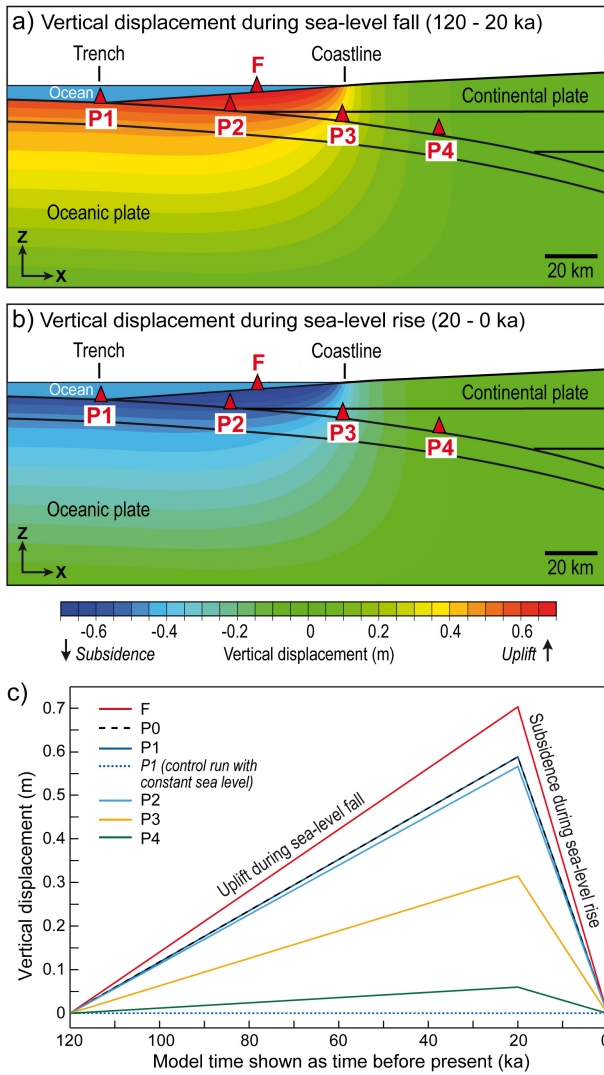 a) Vertical displacement during sea-level fall (120 - 20 ka)
Trench
Coastline
F
Ocean
Continental plate
P1
P2
P3
P4
Oceanic plate
z
x
20 km
b) Vertical displacement during sea-level rise (20 - 0 ka)
Trench
Coastline
F
Ocean
Continental plate
P1
P2
P3
P4
Oceanic plate
z
x
20 km
-0.6 -0.4 -0.2 0 0.2 0.4 0.6
↓ Subsidence Vertical displacement (m) Uplift ↑
c)
F
P0
P1
P1 (control run with
constant sea level)
P2
P3
P4
Uplift during sea-level fall
Subsidence during sea-level rise
Vertical displacement (m)
0.7
0.6
0.5
0.4
0.3
0.2
0.1
0
120 100 80 60 40 20 0
Model time shown as time before present (ka)